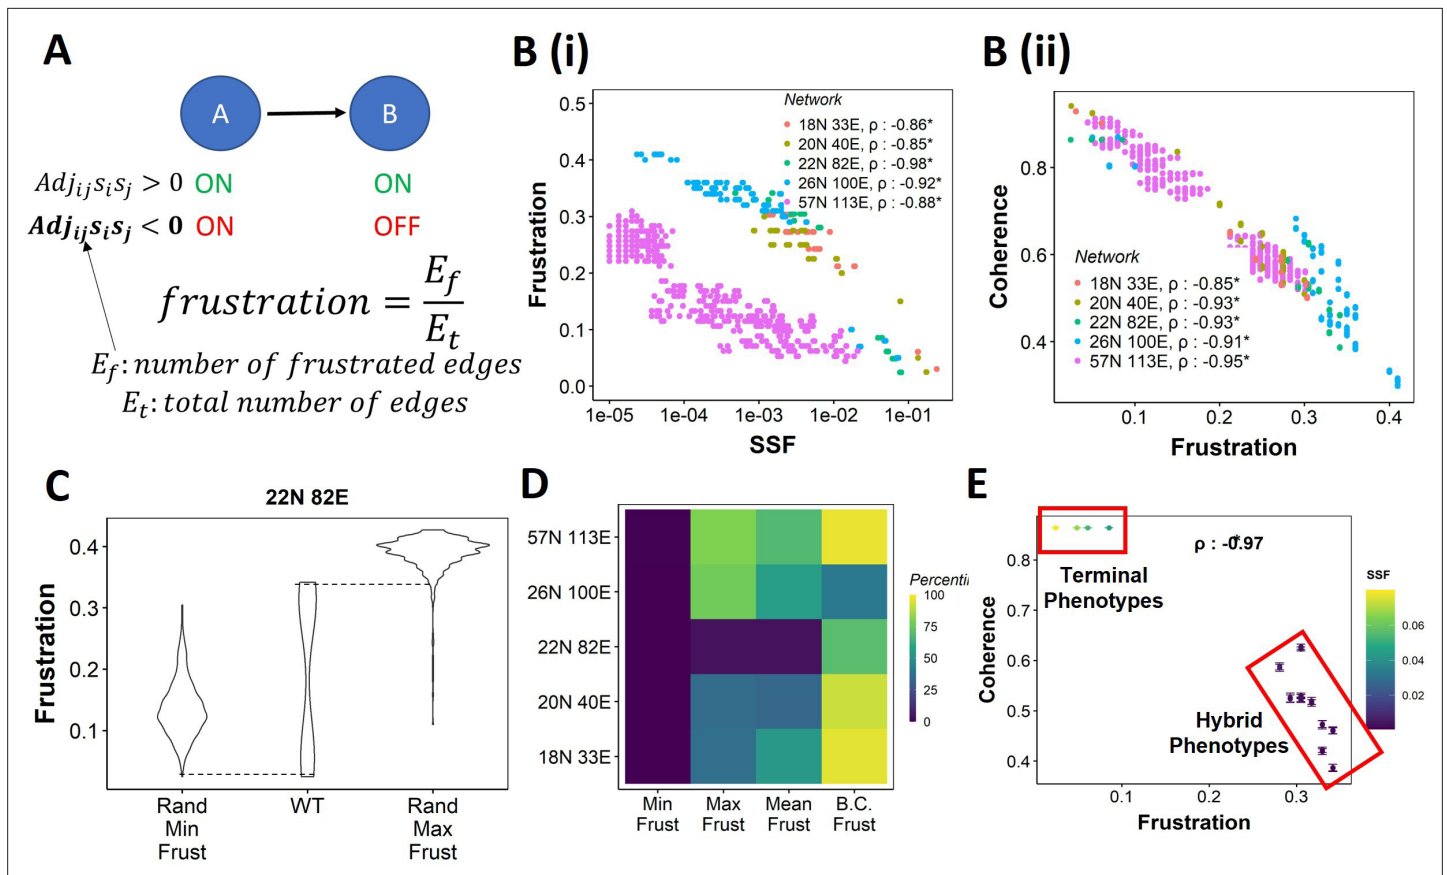 A
A
B
Adj_ij s_i s_j > 0 ON ON
Adj_ij s_i s_j < 0 ON OFF
frustration = E_f / E_t
E_f: number of frustrated edges
E_t: total number of edges
B (i)
Frustration
0.5
0.4
0.3
0.2
0.1
0.0
Network
18N 33E, ρ : -0.86*
20N 40E, ρ : -0.85*
22N 82E, ρ : -0.98*
26N 100E, ρ : -0.92*
57N 113E, ρ : -0.88*
1e-05 1e-04 1e-03 1e-02 1e-01
SSF
B (ii)
Coherence
0.8
0.6
0.4
Network
18N 33E, ρ : -0.85*
20N 40E, ρ : -0.93*
22N 82E, ρ : -0.93*
26N 100E, ρ : -0.91*
57N 113E, ρ : -0.95*
0.1 0.2 0.3 0.4
Frustration
C
22N 82E
Frustration
0.4
0.3
0.2
0.1
Rand
Min
Frust
WT
Rand
Max
Frust
D
57N 113E
26N 100E
22N 82E
20N 40E
18N 33E
Min
Frust
Max
Frust
Mean
Frust
B.C.
Frust
Percentil
100
75
50
25
0
E
Coherence
0.8
0.7
0.6
0.5
0.4
ρ : -0.97
*
Terminal
Phenotypes
Hybrid
Phenotypes
0.1 0.2 0.3
Frustration
SSF
0.06
0.04
0.02